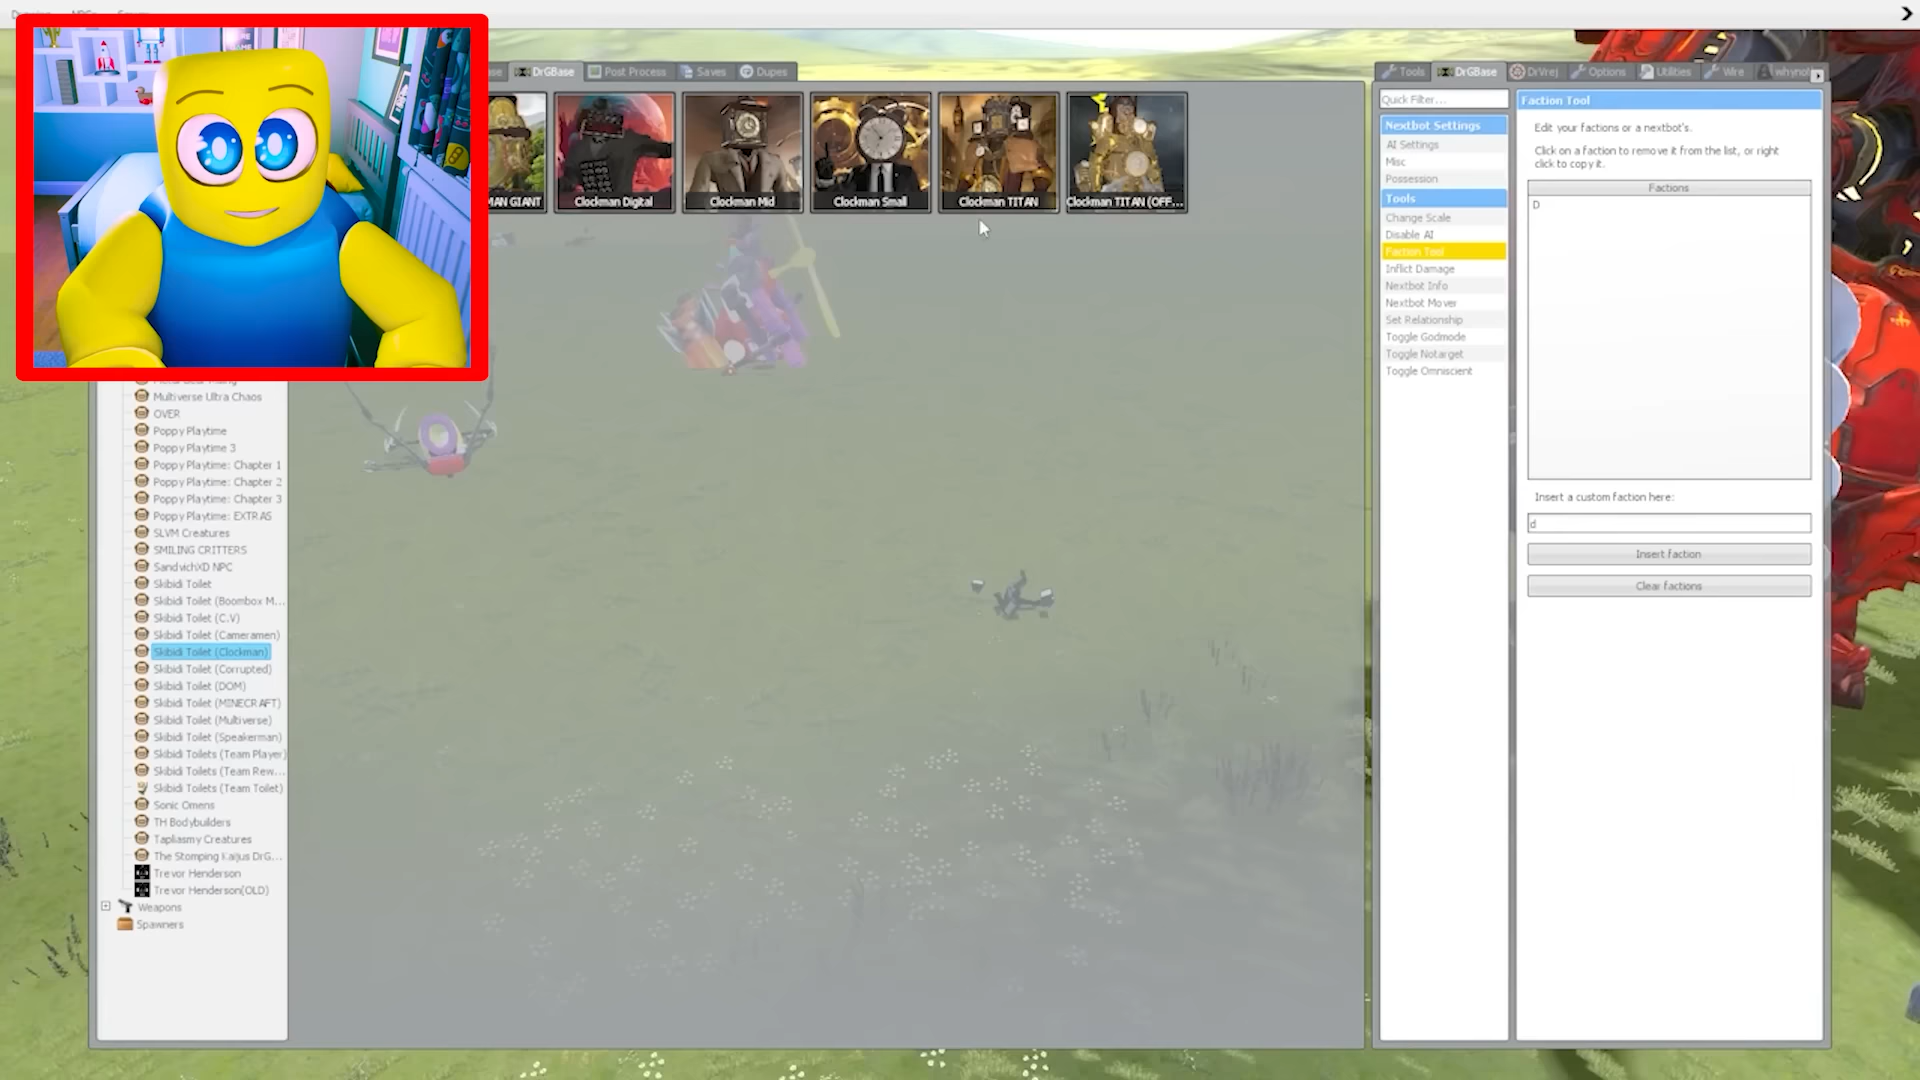 DrGBase
Post Process
Saves
Dupes
MAN GIANT
Clockman Digital
Clockman Mid
Clockman Small
Clockman TITAN
Clockman TITAN (OFF...
Multiverse Ultra Chaos
OVER
Poppy Playtime
Poppy Playtime 3
Poppy Playtime: Chapter 1
Poppy Playtime: Chapter 2
Poppy Playtime: Chapter 3
Poppy Playtime: EXTRAS
SLVM Creatures
SMILING CRITTERS
SandvichXD NPC
Skibidi Toilet
Skibidi Toilet (Boombox M...
Skibidi Toilet (C.V)
Skibidi Toilet (Cameramen)
Skibidi Toilet (Clockman)
Skibidi Toilet (Corrupted)
Skibidi Toilet (DOM)
Skibidi Toilet (MINECRAFT)
Skibidi Toilet (Multiverse)
Skibidi Toilet (Speakerman)
Skibidi Toilets (Team Player)
Skibidi Toilets (Team Rew...
Skibidi Toilets (Team Toilet)
Sonic Omens
TH Bodybuilders
Tapliasmy Creatures
The Stomping Kaijus DrG...
Trevor Henderson
Trevor Henderson(OLD)
Weapons
Spawners
Tools
DrGBase
DrVrej
Options
Utilities
Wire
whynot
Quick Filter...
Nextbot Settings
AI Settings
Misc
Possession
Tools
Change Scale
Disable AI
Faction Tool
Inflict Damage
Nextbot Info
Nextbot Mover
Set Relationship
Toggle Godmode
Toggle Notarget
Toggle Omniscient
Faction Tool
Edit your factions or a nextbot's.
Click on a faction to remove it from the list, or right
click to copy it.
Factions
D
Insert a custom faction here:
d
Insert faction
Clear factions